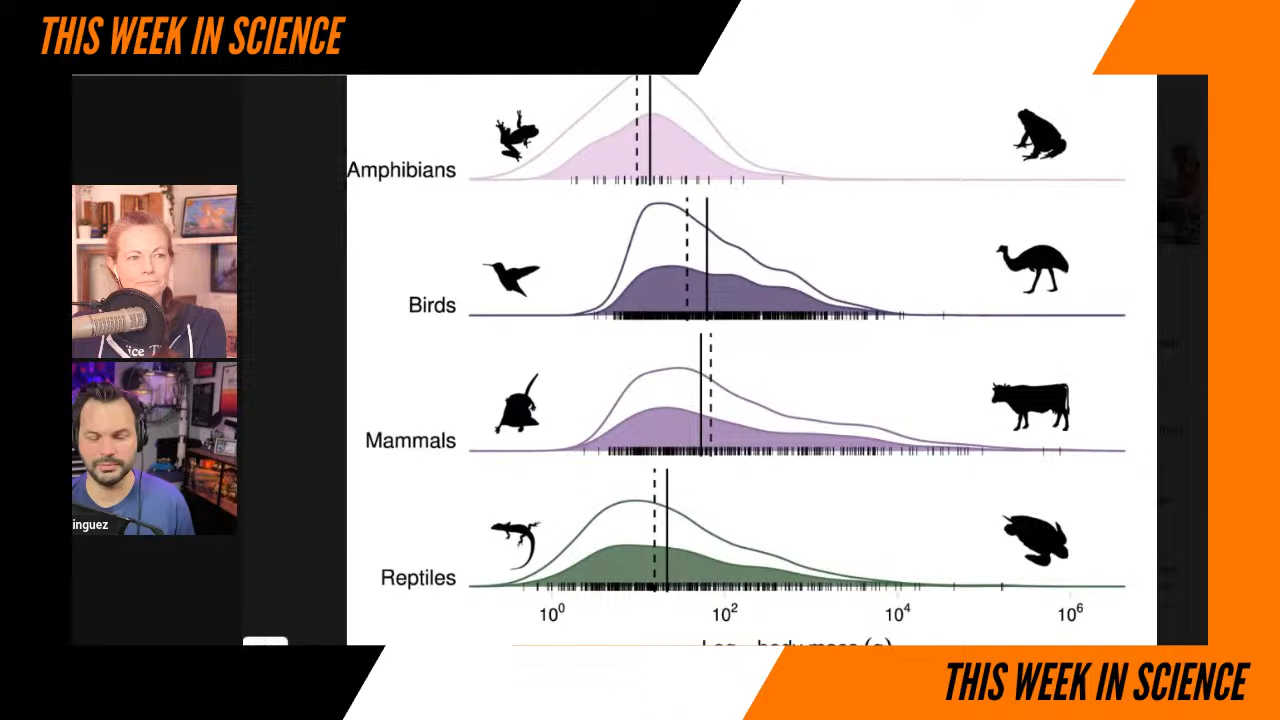 THIS WEEK IN SCIENCE
Amphibians
Birds
Mammals
inguez
Reptiles
10⁰ 10² 10⁴ 10⁶
THIS WEEK IN SCIENCE